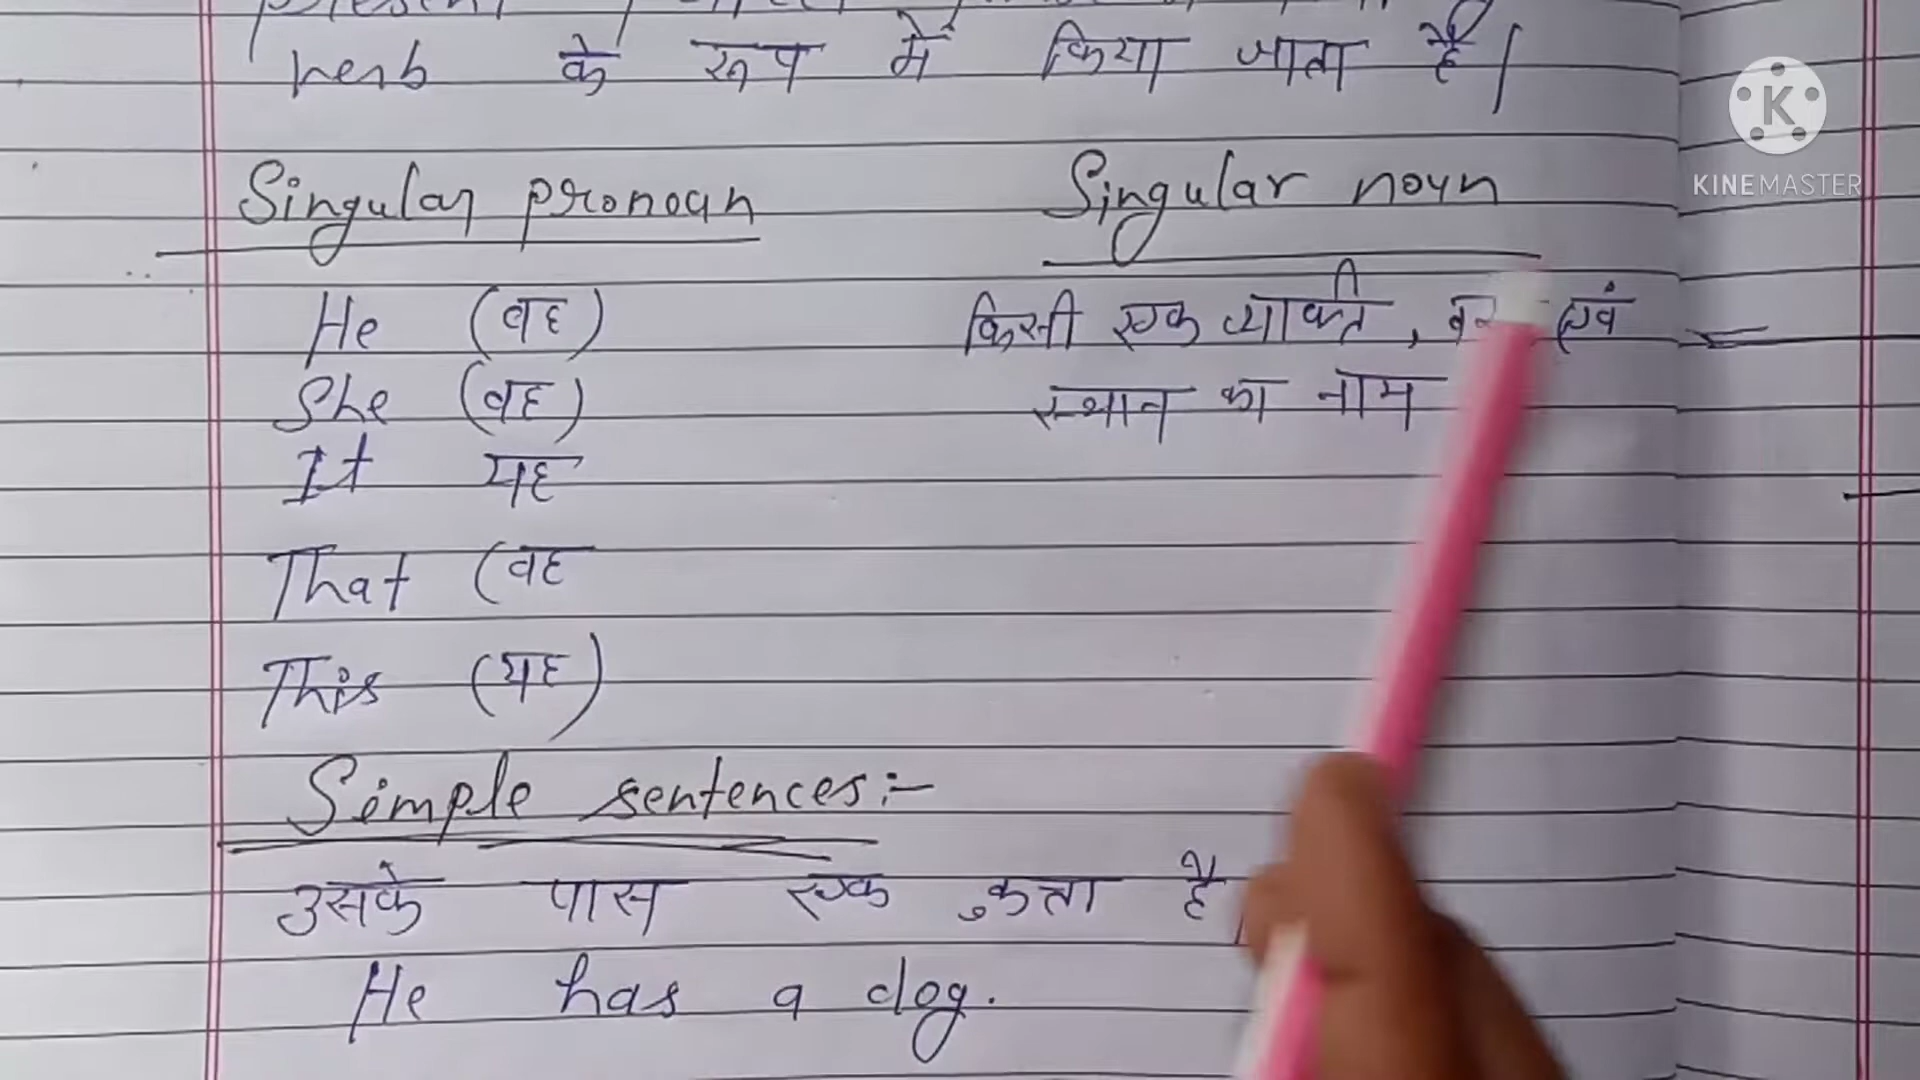 verb के रूप में किया जाता है।
Singular pronoun
He (वह)
She (वह)
It यह
That (वह
This (यह)
Singular noun
किसी एक व्यक्ती, एवं
स्थान का नाम
Simple sentences:-
उसके पास एक कुत्ता है
He has a dog.
K
KINEMASTER